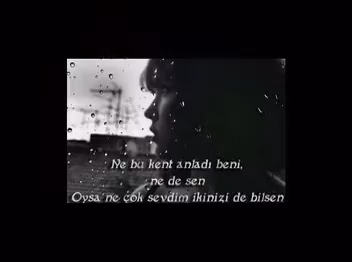 Ne bu kent anladı beni,
ne de sen
Oysa ne çok sevdim ikinizi de bilsen